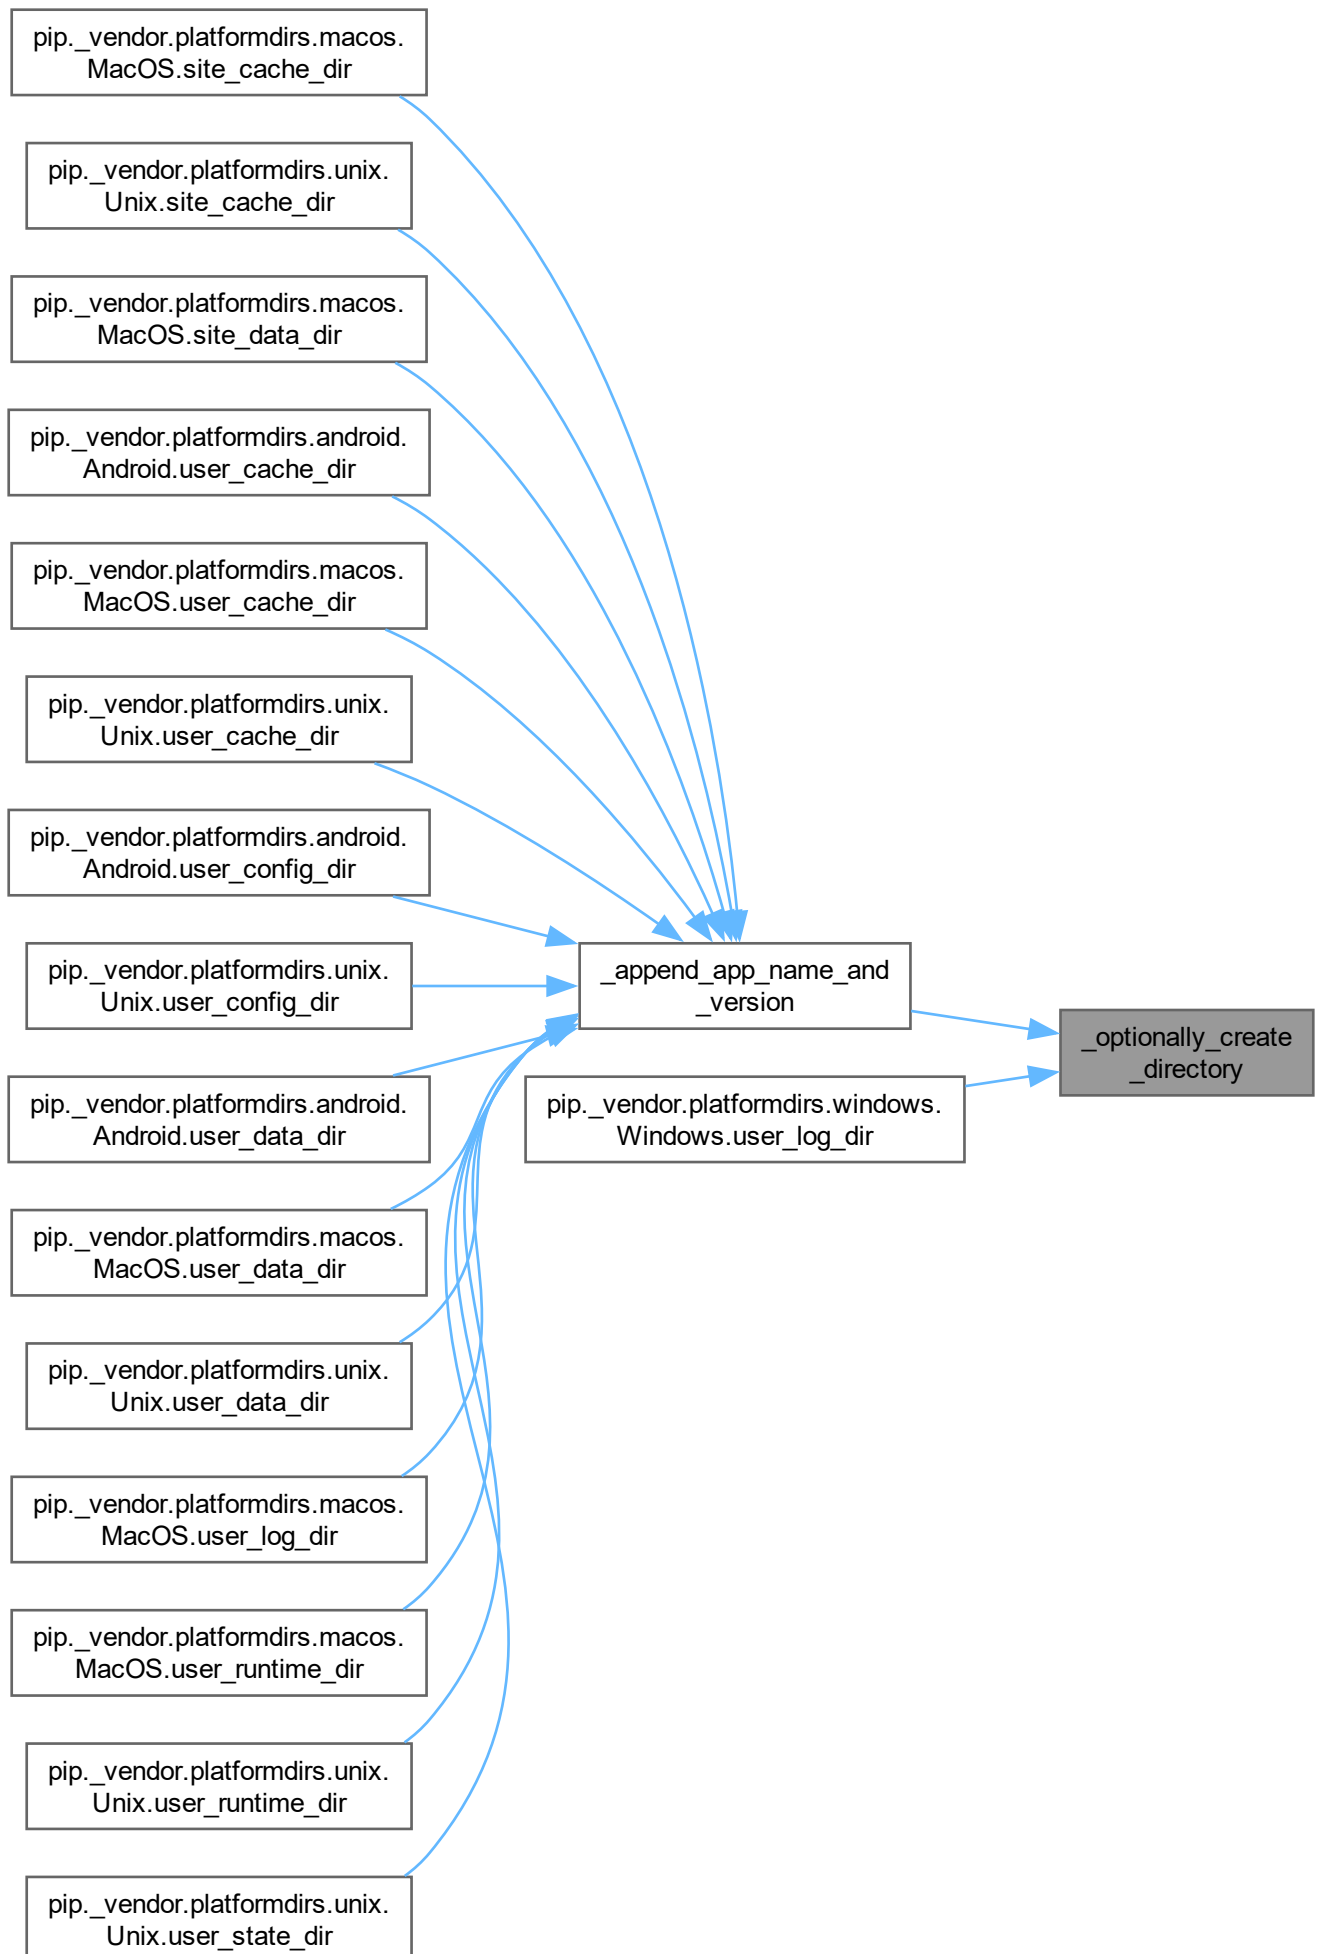 pip._vendor.platformdirs.macos.
MacOS.site_cache_dir
pip._vendor.platformdirs.unix.
Unix.site_cache_dir
pip._vendor.platformdirs.macos.
MacOS.site_data_dir
pip._vendor.platformdirs.android.
Android.user_cache_dir
pip._vendor.platformdirs.macos.
MacOS.user_cache_dir
pip._vendor.platformdirs.unix.
Unix.user_cache_dir
pip._vendor.platformdirs.android.
Android.user_config_dir
pip._vendor.platformdirs.unix.
Unix.user_config_dir
pip._vendor.platformdirs.android.
Android.user_data_dir
pip._vendor.platformdirs.macos.
MacOS.user_data_dir
pip._vendor.platformdirs.unix.
Unix.user_data_dir
pip._vendor.platformdirs.macos.
MacOS.user_log_dir
pip._vendor.platformdirs.macos.
MacOS.user_runtime_dir
pip._vendor.platformdirs.unix.
Unix.user_runtime_dir
pip._vendor.platformdirs.unix.
Unix.user_state_dir
_append_app_name_and
_version
pip._vendor.platformdirs.windows.
Windows.user_log_dir
_optionally_create
_directory